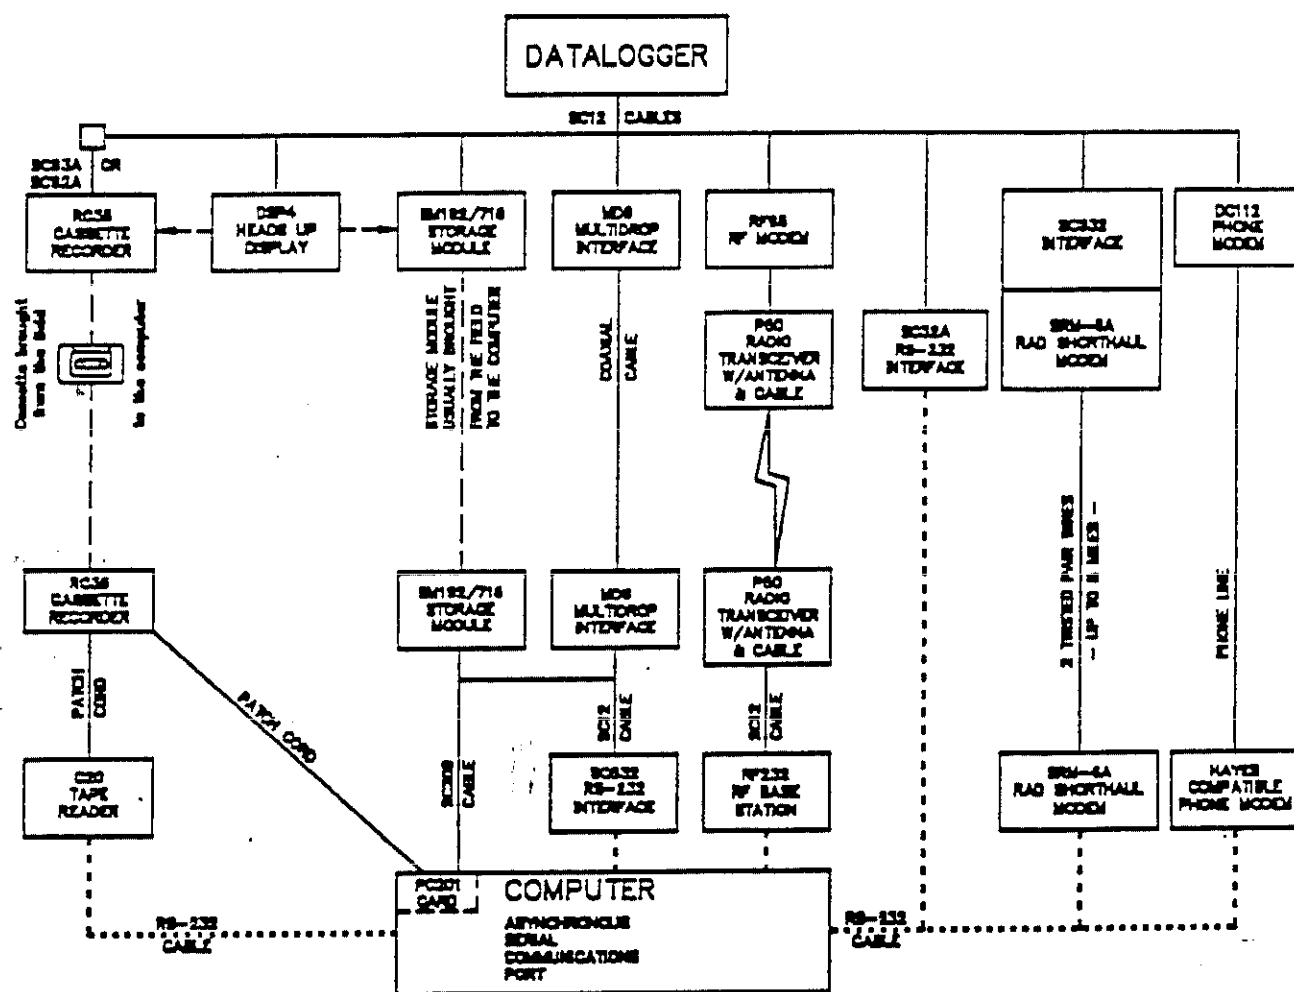 DATALOGGER
SC12 CABLES
SC93A OR
SC92A
RC35
CASSETTE
RECORDER
DSP4
HEADS UP
DISPLAY
SM192/716
STORAGE
MODULE
MD9
MULTIDROP
INTERFACE
RF95
RF MODEM
SC532
INTERFACE
DC112
PHONE
MODEM
Cassette brought
from the field
to the computer
STORAGE MODULE
USUALLY BROUGHT
FROM THE FIELD
TO THE COMPUTER
COAXIAL
CABLE
P50
RADIO
TRANSCEIVER
W/ANTENNA
& CABLE
SC32A
RS-232
INTERFACE
SRM-6A
RAD SHORTHAUL
MODEM
2 TWISTED PAIR WIRES
- UP TO 5 MILES -
PHONE LINE
RC35
CASSETTE
RECORDER
SM192/716
STORAGE
MODULE
MD9
MULTIDROP
INTERFACE
P50
RADIO
TRANSCEIVER
W/ANTENNA
& CABLE
PATCH
CORD
PATCH CORD
SC209
CABLE
SC12
CABLE
SC12
CABLE
C20
TAPE
READER
SC532
RS-232
INTERFACE
RF232
RF BASE
STATION
SRM-6A
RAD SHORTHAUL
MODEM
HAYES
COMPATIBLE
PHONE MODEM
PC201
CARD
COMPUTER
ASYNCHRONOUS
SERIAL
COMMUNICATIONS
PORT
RS-232
CABLE
RS-232
CABLE